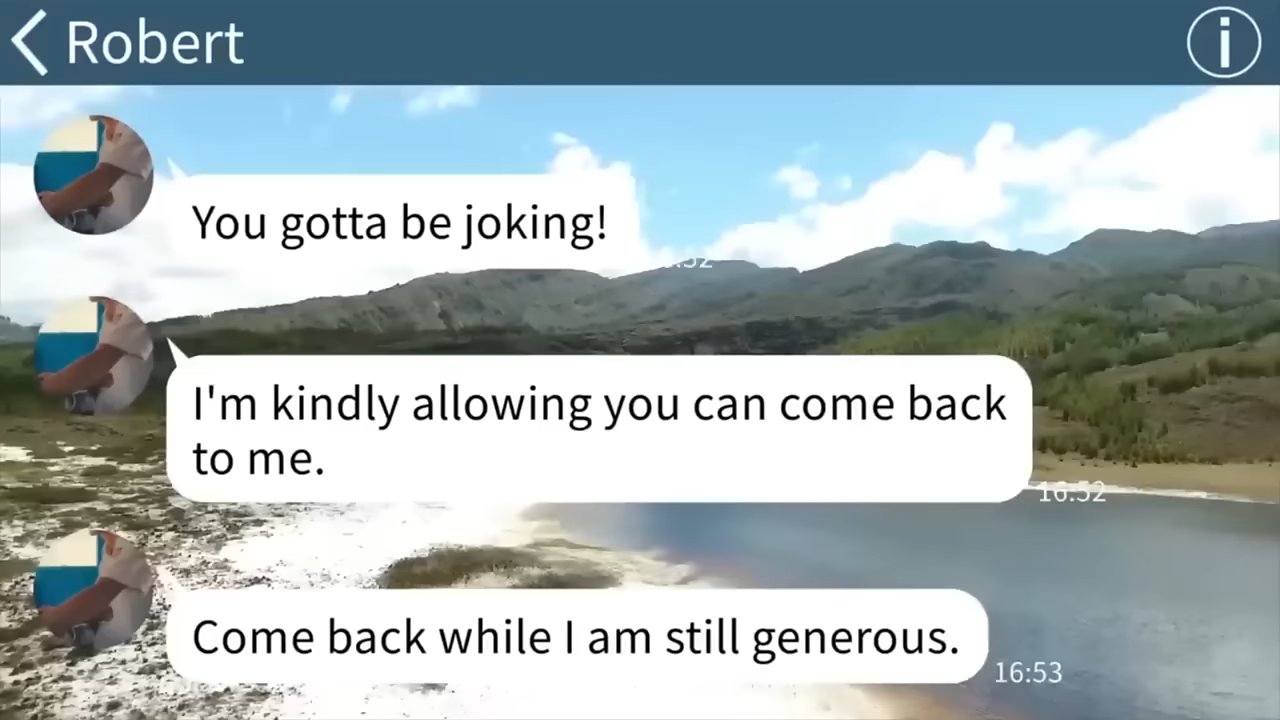 Robert
i
You gotta be joking!
:52
I'm kindly allowing you can come back
to me.
16:52
Come back while I am still generous.
16:53